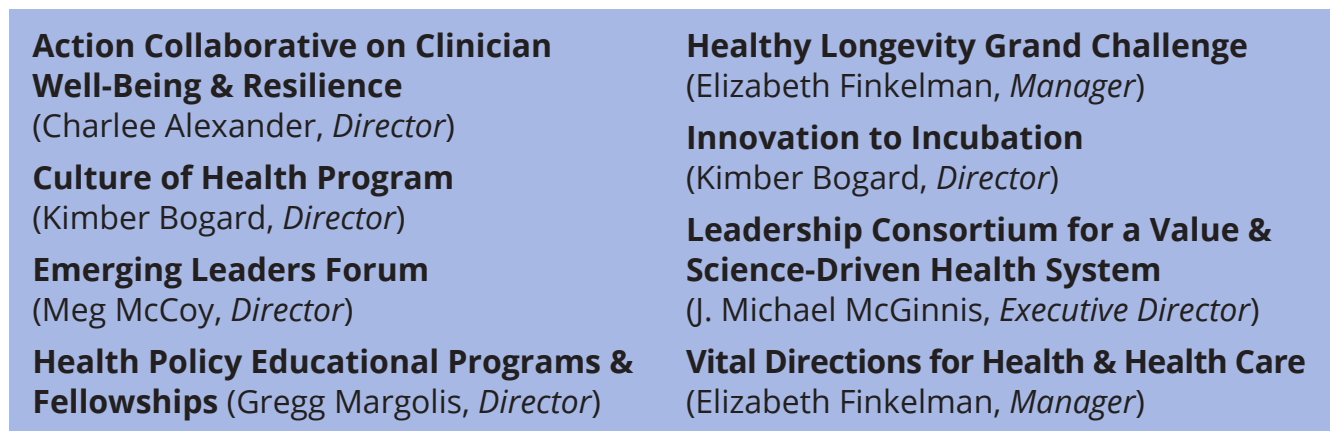 Action Collaborative on Clinician
Well-Being & Resilience
(Charlee Alexander, Director)
Culture of Health Program
(Kimber Bogard, Director)
Emerging Leaders Forum
(Meg McCoy, Director)
Health Policy Educational Programs &
Fellowships (Gregg Margolis, Director)
Healthy Longevity Grand Challenge
(Elizabeth Finkelman, Manager)
Innovation to Incubation
(Kimber Bogard, Director)
Leadership Consortium for a Value &
Science-Driven Health System
(J. Michael McGinnis, Executive Director)
Vital Directions for Health & Health Care
(Elizabeth Finkelman, Manager)